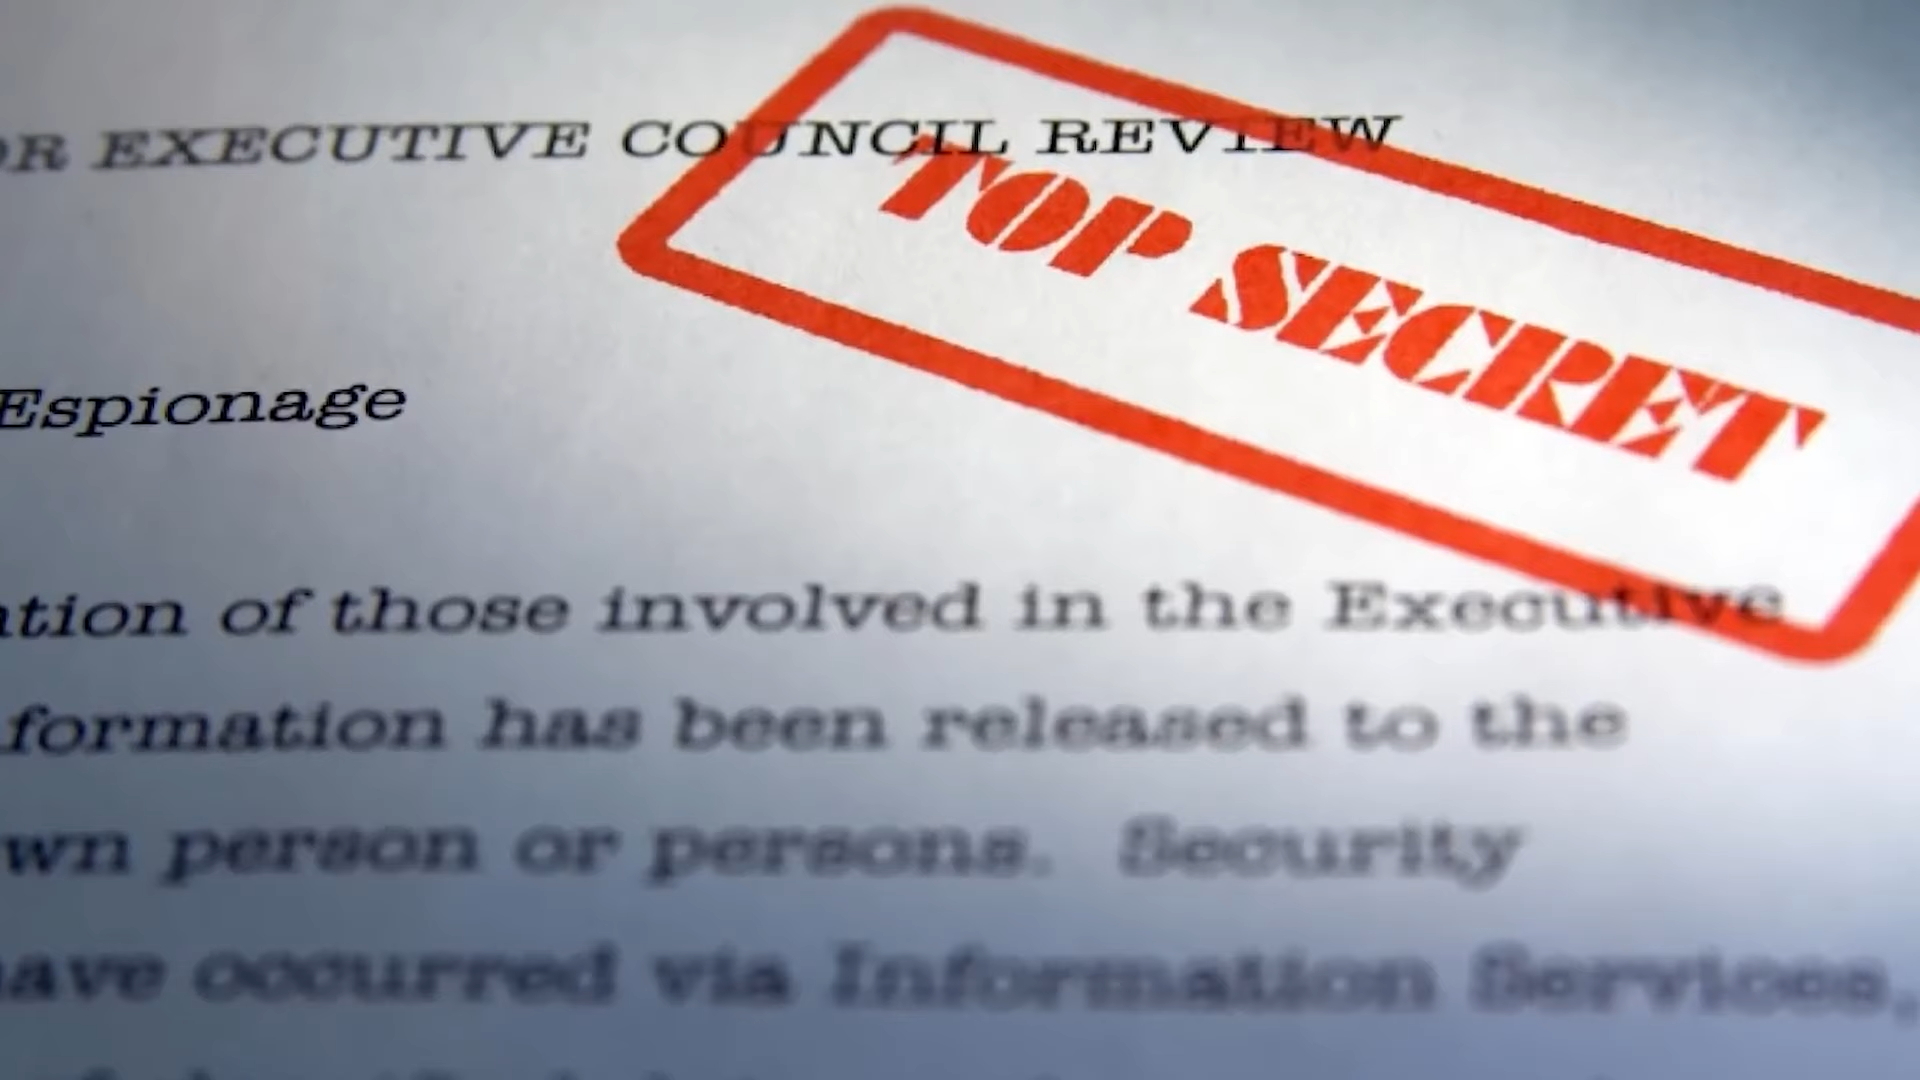 OR EXECUTIVE COUNCIL REVIEW
TOP SECRET
Espionage
ation of those involved in the Executive
formation has been released to the
wn person or persons. Security
have occurred via Information Services,